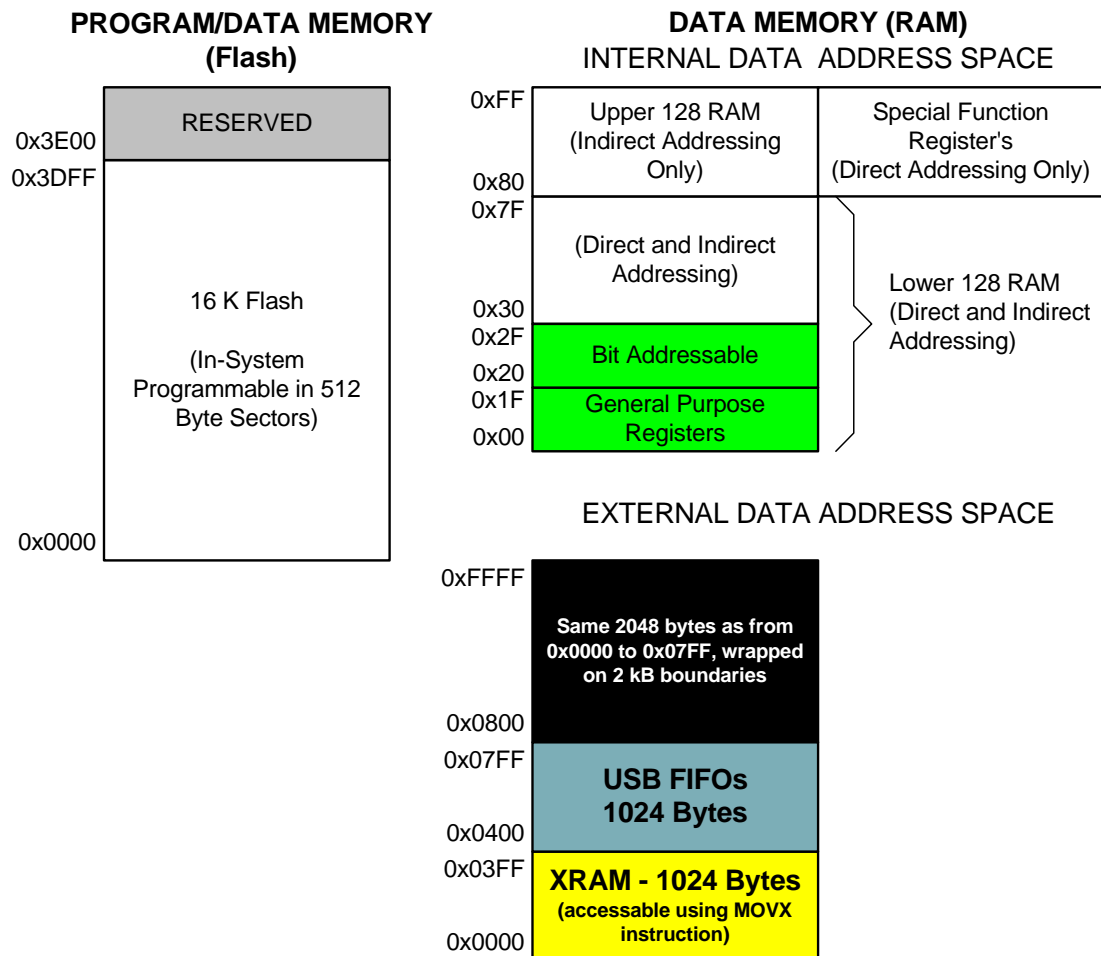 PROGRAM/DATA MEMORY
(Flash)
RESERVED
0x3E00
0x3DFF
16 K Flash
(In-System
Programmable in 512
Byte Sectors)
0x0000
DATA MEMORY (RAM)
INTERNAL DATA ADDRESS SPACE
0xFF
Upper 128 RAM
(Indirect Addressing
Only)
0x80
Special Function
Register's
(Direct Addressing Only)
0x7F
(Direct and Indirect
Addressing)
0x30
Lower 128 RAM
(Direct and Indirect
Addressing)
0x2F
Bit Addressable
0x20
0x1F
General Purpose
Registers
0x00
EXTERNAL DATA ADDRESS SPACE
0xFFFF
Same 2048 bytes as from
0x0000 to 0x07FF, wrapped
on 2 kB boundaries
0x0800
0x07FF
USB FIFOs
1024 Bytes
0x0400
0x03FF
XRAM - 1024 Bytes
(accessable using MOVX
instruction)
0x0000